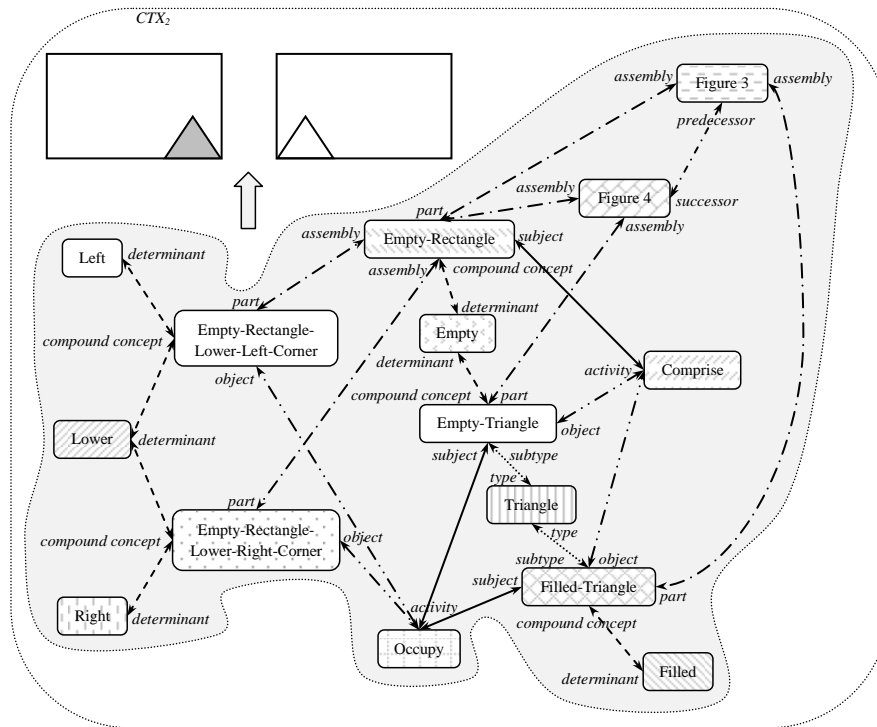 CTX2
assembly
Figure 3
assembly
predecessor
assembly
Figure 4
successor
part
assembly
assembly
Empty-Rectangle
subject
Left
determinant
assembly
compound concept
part
determinant
Empty-Rectangle-
Lower-Left-Corner
Empty
compound concept
determinant
object
activity
Comprise
compound concept
part
Empty-Triangle
object
Lower
determinant
subject
subtype
type
Triangle
part
type
Empty-Rectangle-
Lower-Right-Corner
object
compound concept
subtype
object
subject
Filled-Triangle
part
activity
Right
determinant
compound concept
Occupy
determinant
Filled